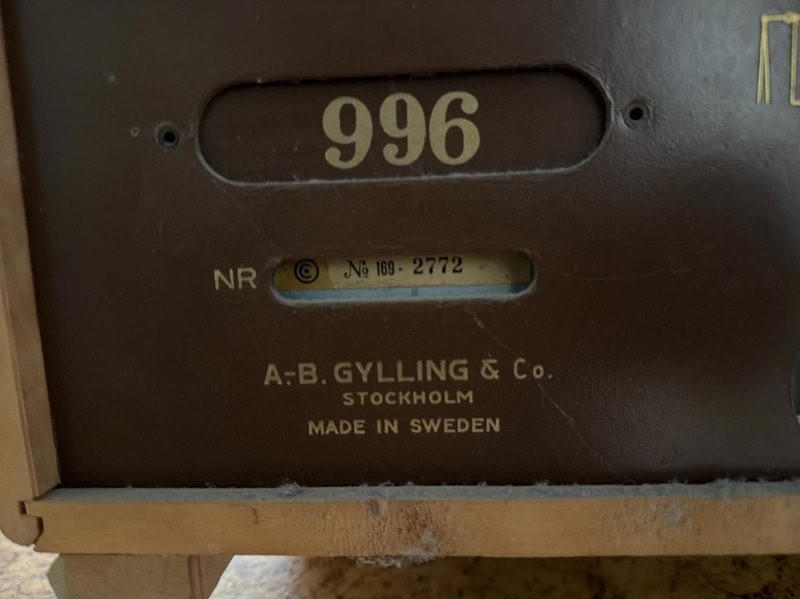 996
NR © № 169 - 2772
A.-B. GYLLING & Co.
STOCKHOLM
MADE IN SWEDEN